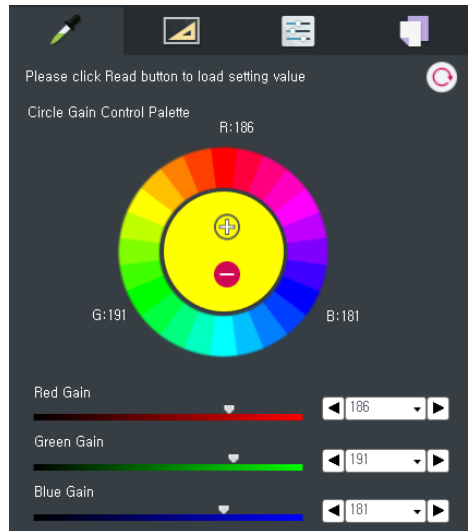 Please click Read button to load setting value
Circle Gain Control Palette
R:186
G:191
B:181
Red Gain
186
Green Gain
191
Blue Gain
181